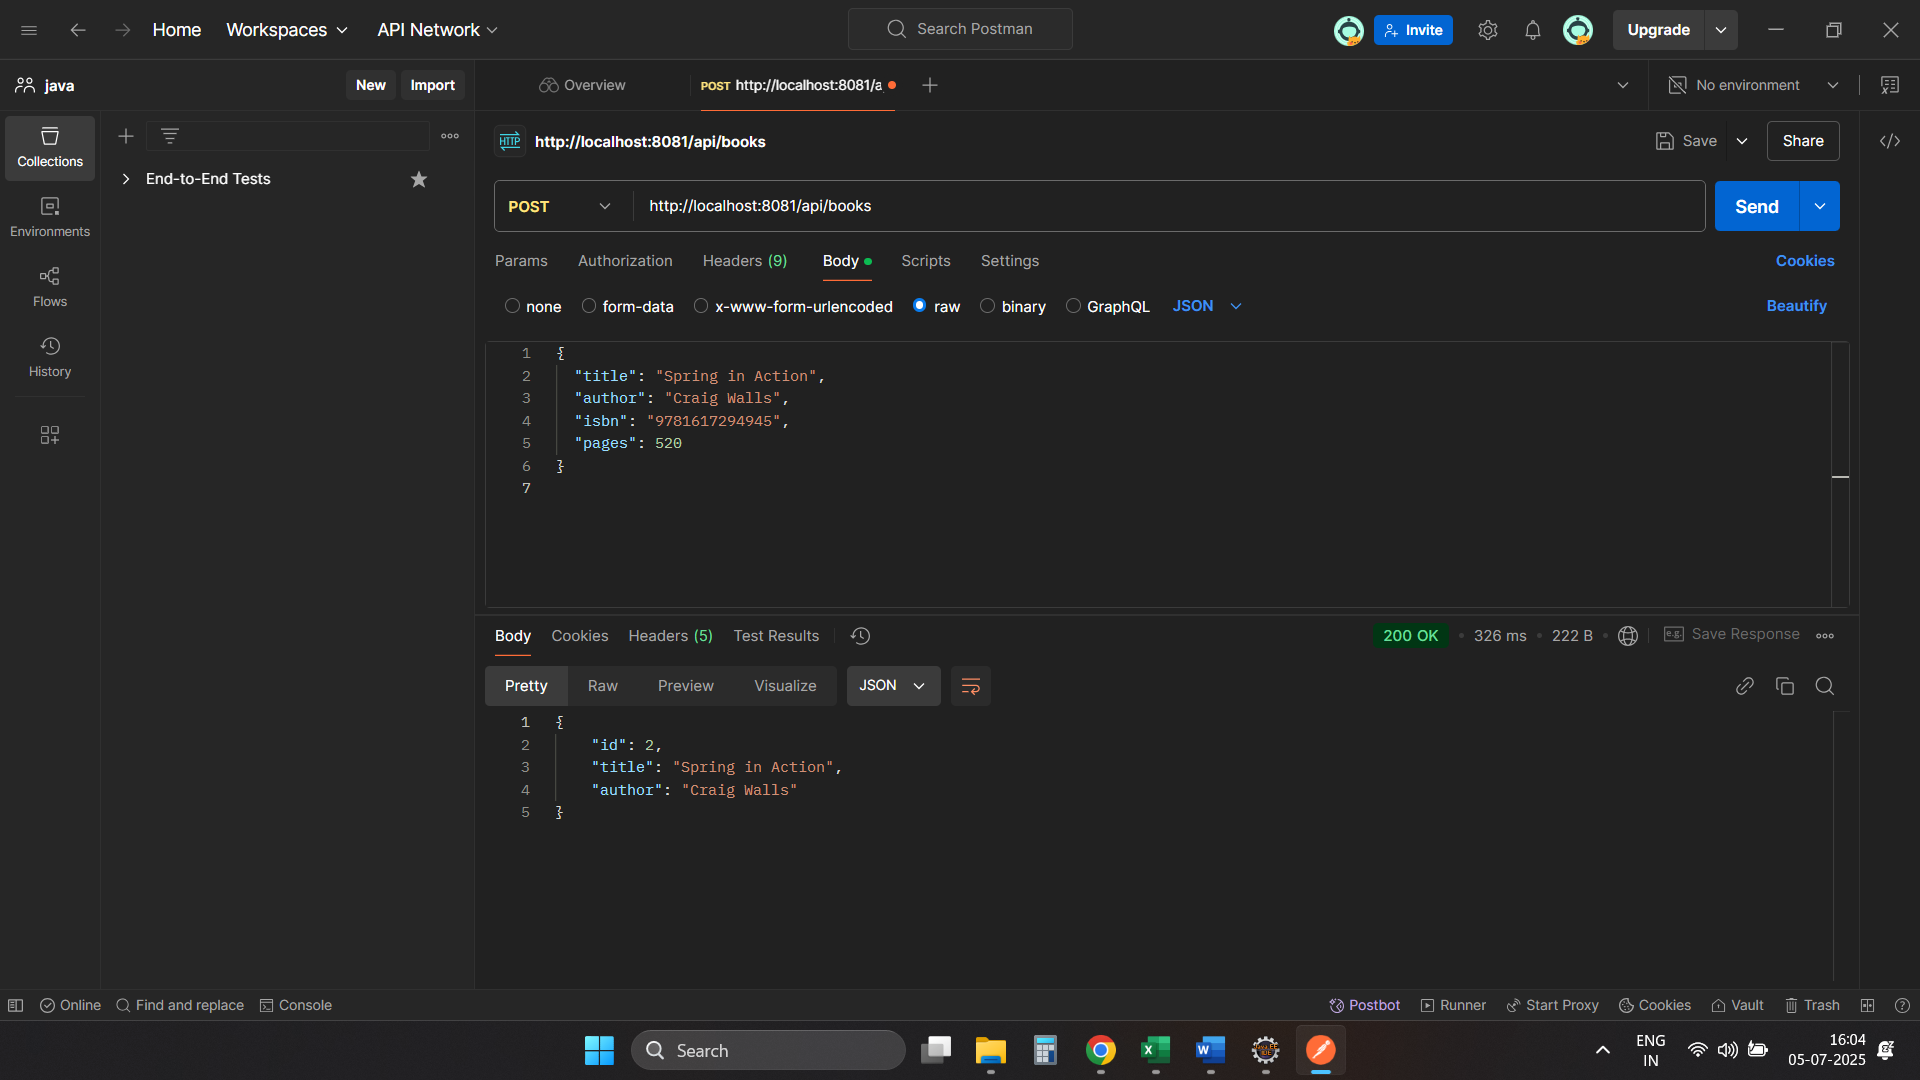 Home Workspaces API Network Search Postman Invite Upgrade
java New Import Overview POST http://localhost:8081/a No environment
HTTP http://localhost:8081/api/books Save Share
Collections
End-to-End Tests
Environments
Flows
History
POST http://localhost:8081/api/books Send
Params Authorization Headers (9) Body Scripts Settings Cookies
none form-data x-www-form-urlencoded raw binary GraphQL JSON Beautify
1 {
2 "title": "Spring in Action",
3 "author": "Craig Walls",
4 "isbn": "9781617294945",
5 "pages": 520
6 }
7
Body Cookies Headers (5) Test Results 200 OK • 326 ms • 222 B • e.g. Save Response
Pretty Raw Preview Visualize JSON
1 {
2 "id": 2,
3 "title": "Spring in Action",
4 "author": "Craig Walls"
5 }
Online Find and replace Console Postbot Runner Start Proxy Cookies Vault Trash
Search ENG 16:04
IN 05-07-2025